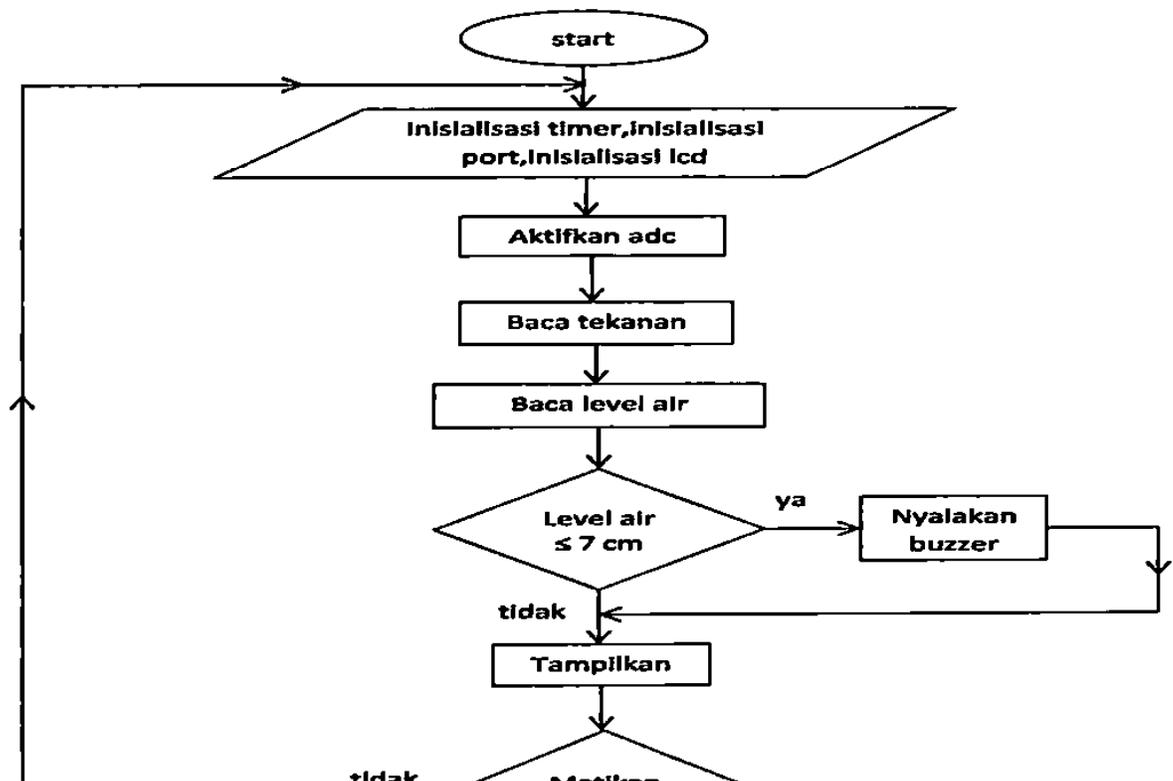 start
Inisialisasi timer,inisialisasi
port,inisialisasi lcd
Aktifkan adc
Baca tekanan
Baca level air
Level air
≤ 7 cm
ya
Nyalakan
buzzer
tidak
Tampilkan
tidak
Matikan